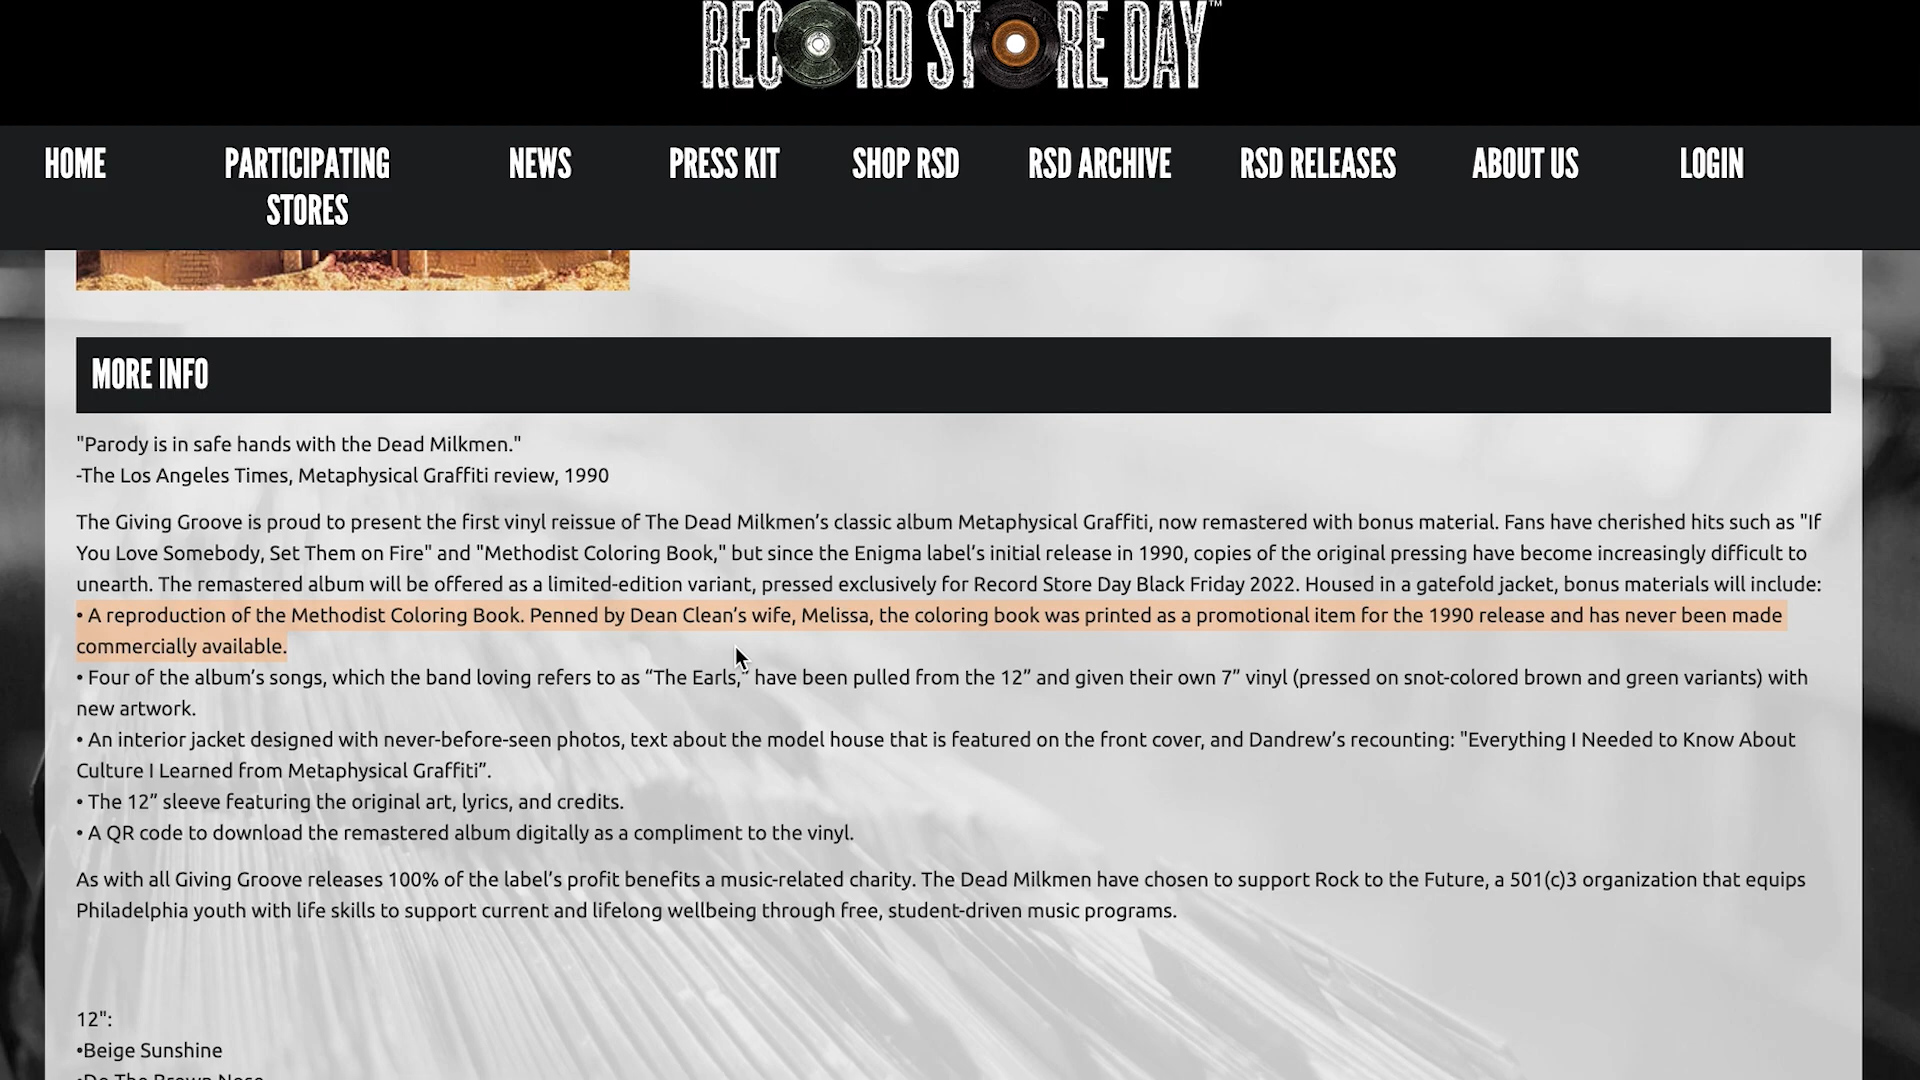 RECORD STORE DAY™
HOME
PARTICIPATING
STORES
NEWS
PRESS KIT
SHOP RSD
RSD ARCHIVE
RSD RELEASES
ABOUT US
LOGIN
MORE INFO
"Parody is in safe hands with the Dead Milkmen."
-The Los Angeles Times, Metaphysical Graffiti review, 1990
The Giving Groove is proud to present the first vinyl reissue of The Dead Milkmen’s classic album Metaphysical Graffiti, now remastered with bonus material. Fans have cherished hits such as "If
You Love Somebody, Set Them on Fire" and "Methodist Coloring Book," but since the Enigma label’s initial release in 1990, copies of the original pressing have become increasingly difficult to
unearth. The remastered album will be offered as a limited-edition variant, pressed exclusively for Record Store Day Black Friday 2022. Housed in a gatefold jacket, bonus materials will include:
• A reproduction of the Methodist Coloring Book. Penned by Dean Clean’s wife, Melissa, the coloring book was printed as a promotional item for the 1990 release and has never been made
commercially available.
• Four of the album’s songs, which the band loving refers to as “The Earls,” have been pulled from the 12” and given their own 7” vinyl (pressed on snot-colored brown and green variants) with
new artwork.
• An interior jacket designed with never-before-seen photos, text about the model house that is featured on the front cover, and Dandrew’s recounting: "Everything I Needed to Know About
Culture I Learned from Metaphysical Graffiti”.
• The 12” sleeve featuring the original art, lyrics, and credits.
• A QR code to download the remastered album digitally as a compliment to the vinyl.
As with all Giving Groove releases 100% of the label’s profit benefits a music-related charity. The Dead Milkmen have chosen to support Rock to the Future, a 501(c)3 organization that equips
Philadelphia youth with life skills to support current and lifelong wellbeing through free, student-driven music programs.
12":
•Beige Sunshine
•Do The Brown Nose